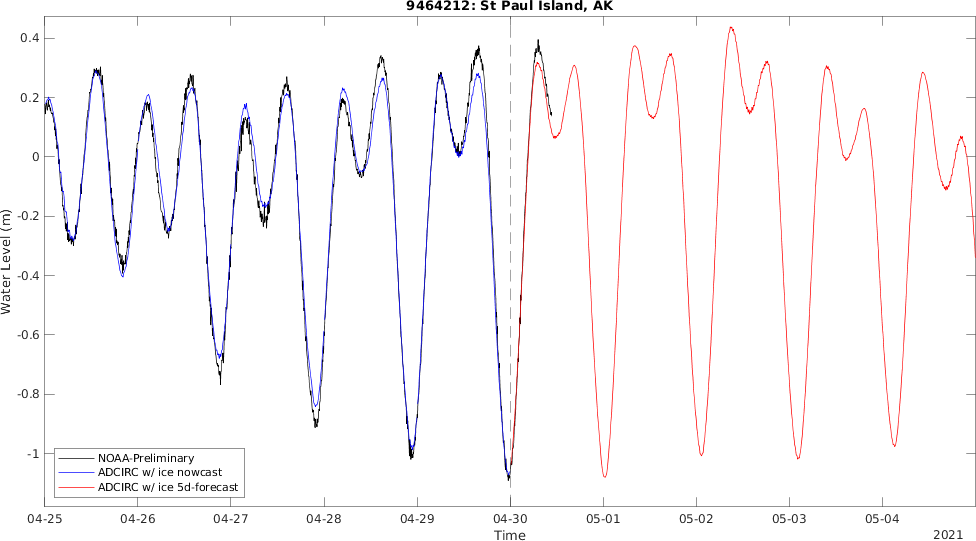 9464212: St Paul Island, AK
0.4
0.2
0
-0.2
-0.4
-0.6
-0.8
-1
Water Level (m)
NOAA-Preliminary
ADCIRC w/ ice nowcast
ADCIRC w/ ice 5d-forecast
04-25 04-26 04-27 04-28 04-29 04-30 05-01 05-02 05-03 05-04
Time
2021